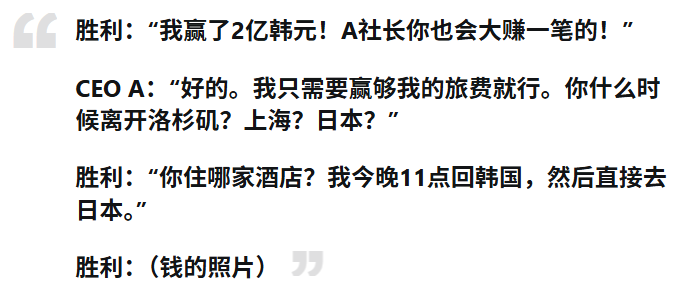 胜利：“我赢了2亿韩元！A社长你也会大赚一笔的！”
CEO A：“好的。我只需要赢够我的旅费就行。你什么时
候离开洛杉矶？上海？日本？”
胜利：“你住哪家酒店？我今晚11点回韩国，然后直接去
日本。”
胜利：（钱的照片）